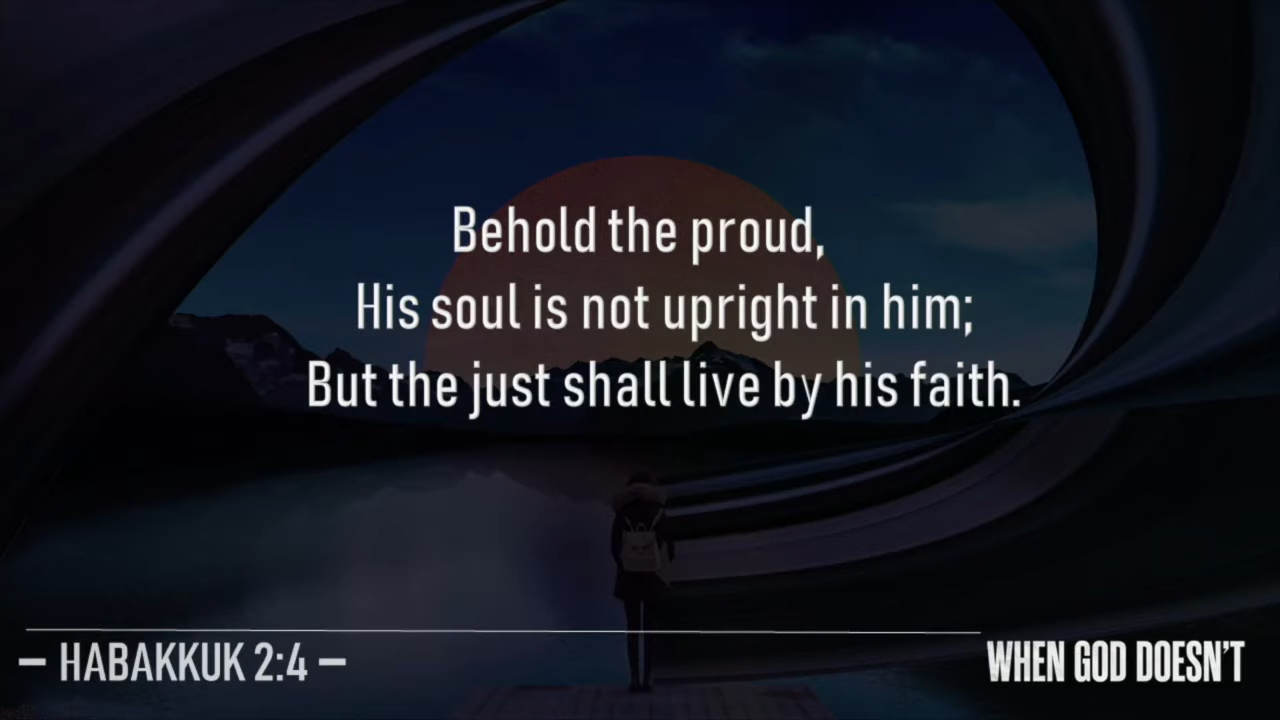 Behold the proud,
His soul is not upright in him;
But the just shall live by his faith.
– HABAKKUK 2:4 –
WHEN GOD DOESN'T